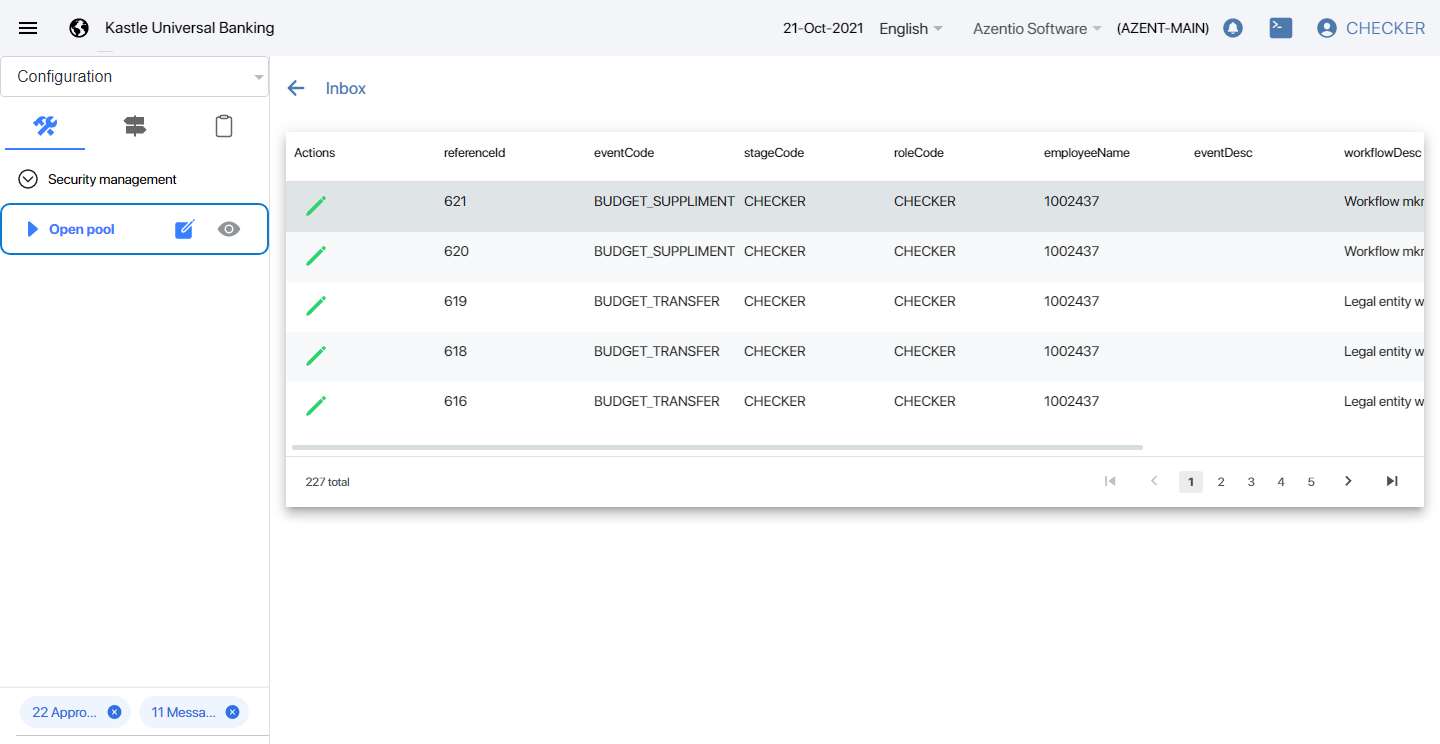 Kastle Universal Banking 21-Oct-2021 English Azentio Software (AZENT-MAIN) CHECKER
Configuration
Security management
Open pool
22 Appro... 11 Messa...
Inbox
Actions referenceId eventCode stageCode roleCode employeeName eventDesc workflowDesc
621 BUDGET_SUPPLIMENT CHECKER CHECKER 1002437 Workflow mkr
620 BUDGET_SUPPLIMENT CHECKER CHECKER 1002437 Workflow mkr
619 BUDGET_TRANSFER CHECKER CHECKER 1002437 Legal entity w
618 BUDGET_TRANSFER CHECKER CHECKER 1002437 Legal entity w
616 BUDGET_TRANSFER CHECKER CHECKER 1002437 Legal entity w
227 total 1 2 3 4 5